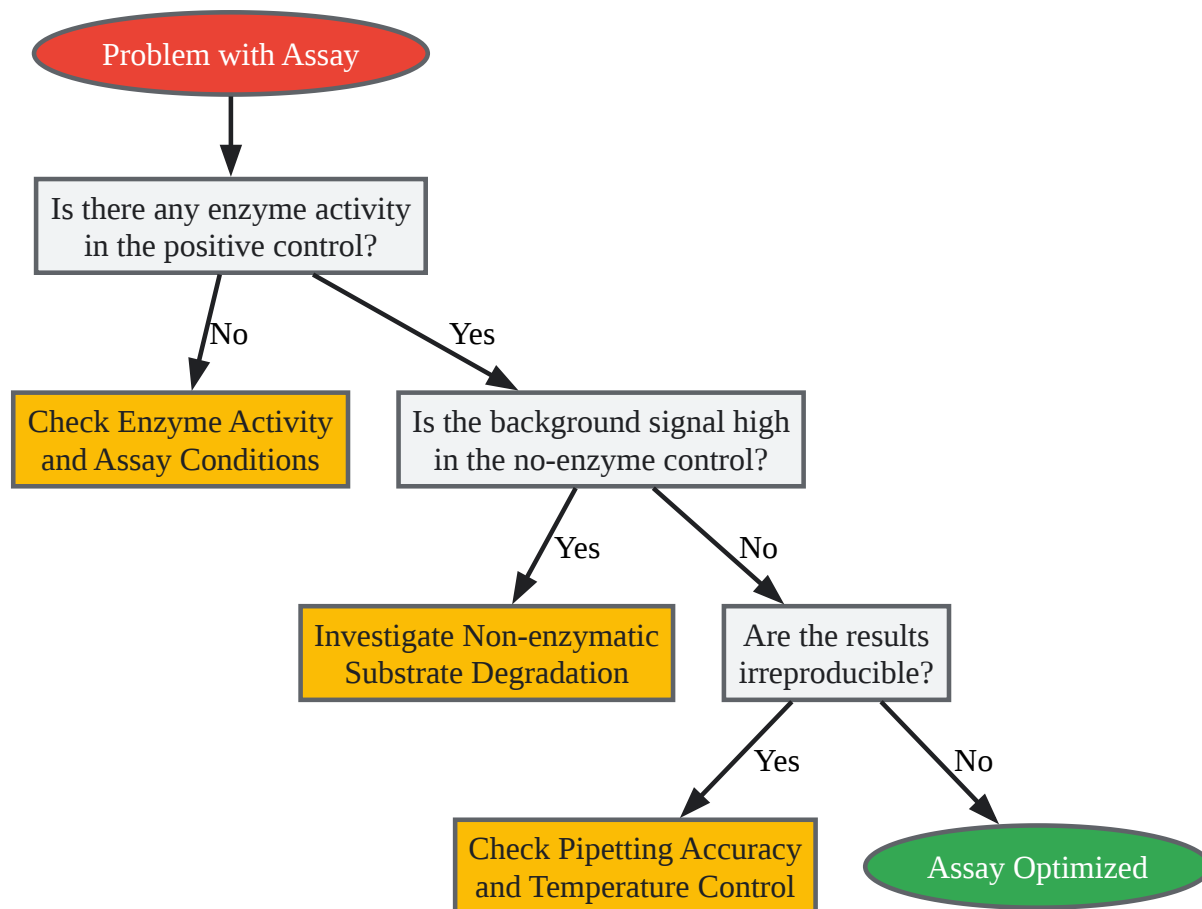 Problem with Assay
Is there any enzyme activity
in the positive control?
No
Yes
Check Enzyme Activity
and Assay Conditions
Is the background signal high
in the no-enzyme control?
Yes
No
Investigate Non-enzymatic
Substrate Degradation
Are the results
irreproducible?
Yes
No
Check Pipetting Accuracy
and Temperature Control
Assay Optimized